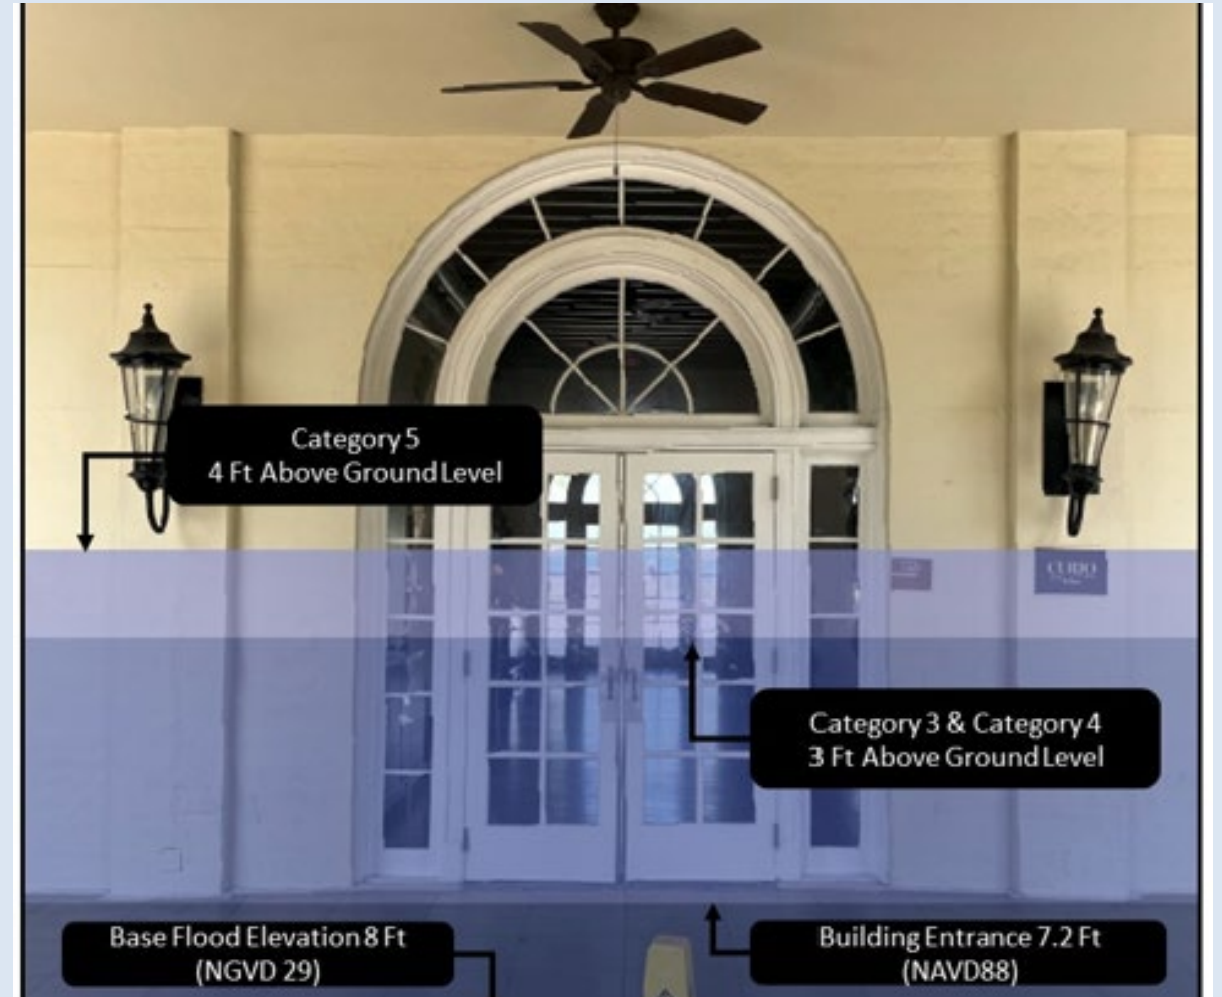 Category 5
4 Ft Above Ground Level
CUIDO
Category 3 & Category 4
3 Ft Above Ground Level
Base Flood Elevation 8 Ft
(NGVD 29)
Building Entrance 7.2 Ft
(NAVD88)